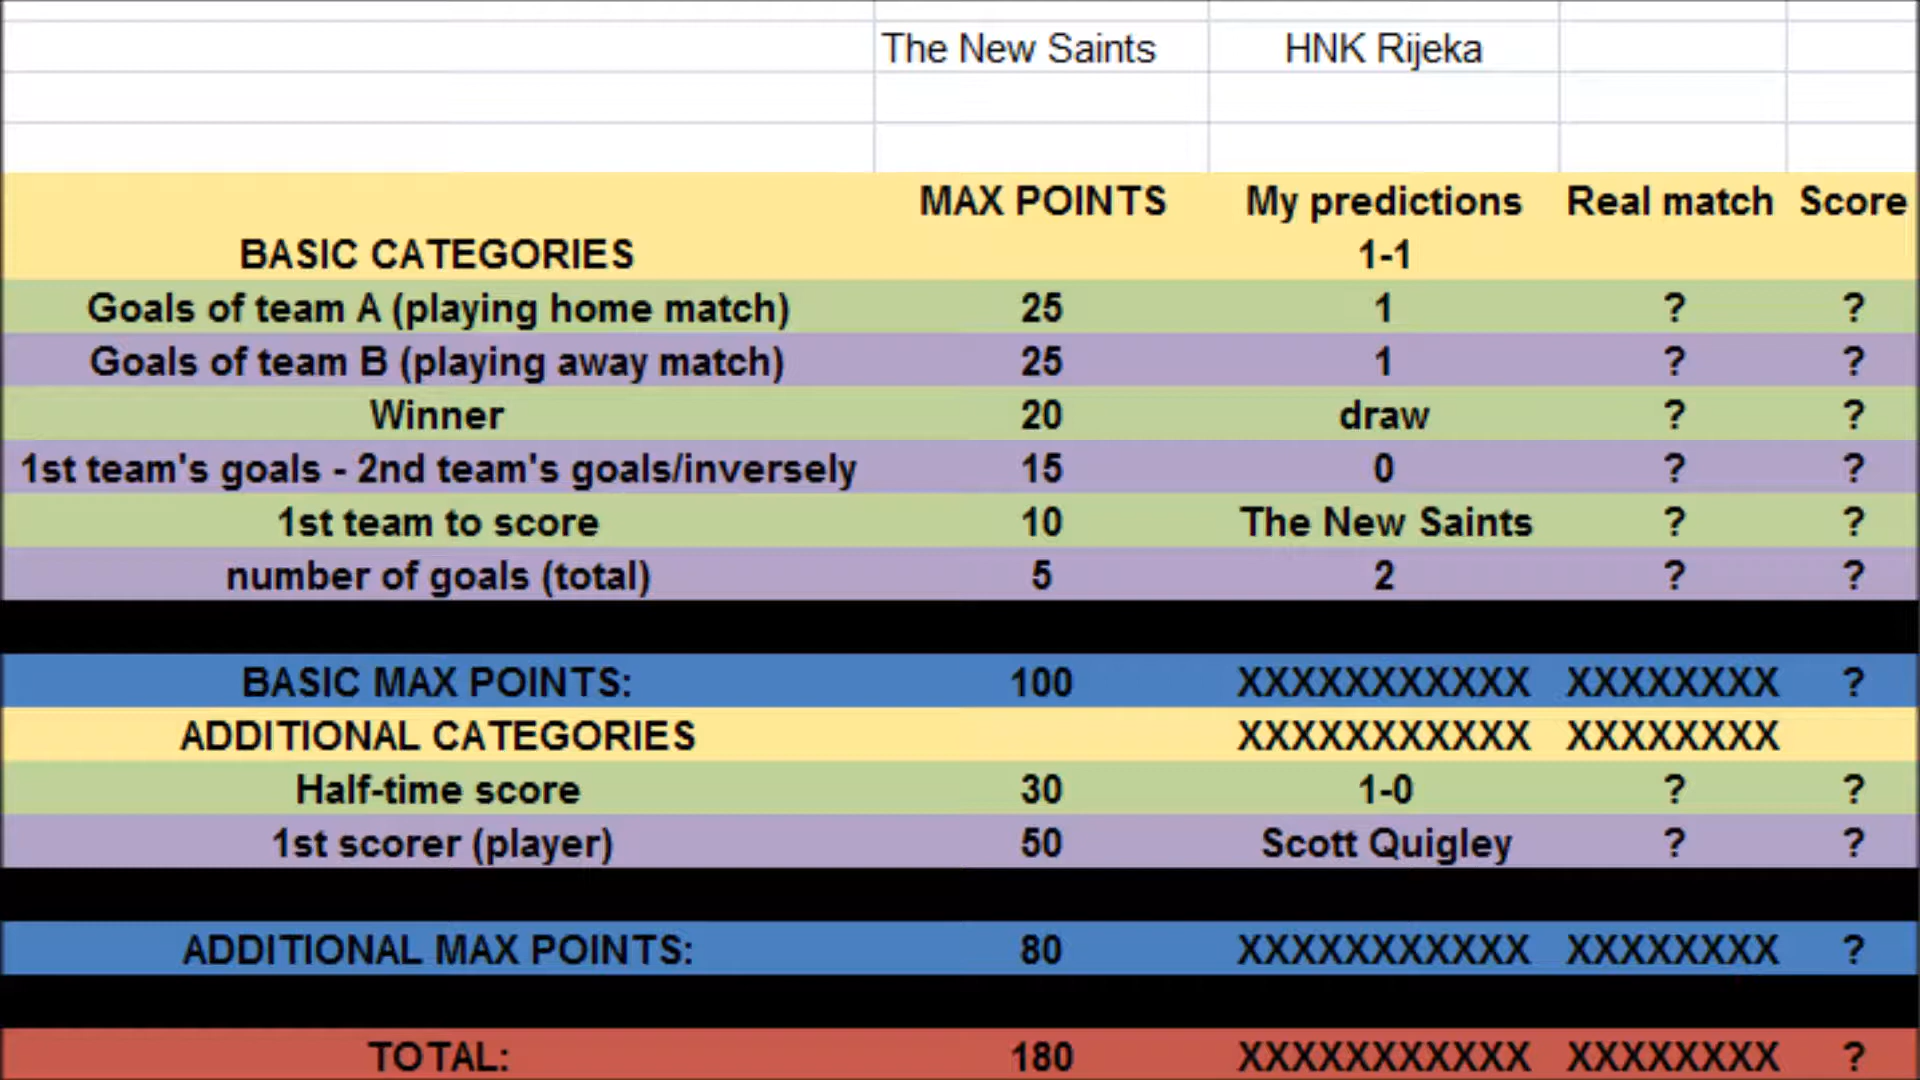 The New Saints HNK Rijeka
MAX POINTS My predictions Real match Score
BASIC CATEGORIES 1-1
Goals of team A (playing home match) 25 1 ? ?
Goals of team B (playing away match) 25 1 ? ?
Winner 20 draw ? ?
1st team's goals - 2nd team's goals/inversely 15 0 ? ?
1st team to score 10 The New Saints ? ?
number of goals (total) 5 2 ? ?
BASIC MAX POINTS: 100 XXXXXXXXXXX XXXXXXXX ?
ADDITIONAL CATEGORIES XXXXXXXXXXX XXXXXXXX
Half-time score 30 1-0 ? ?
1st scorer (player) 50 Scott Quigley ? ?
ADDITIONAL MAX POINTS: 80 XXXXXXXXXXX XXXXXXXX ?
TOTAL: 180 XXXXXXXXXXX XXXXXXXX ?